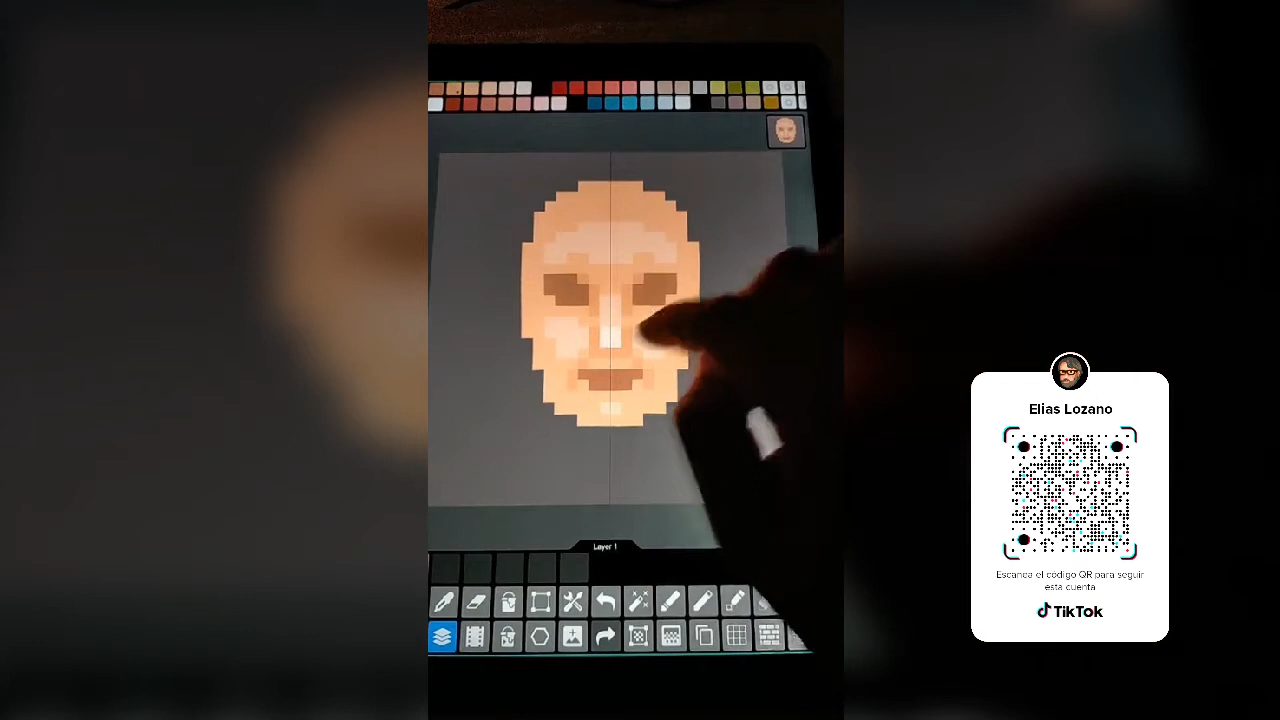 Layer 1
Elias Lozano
Escanea el código QR para seguir
esta cuenta
TikTok